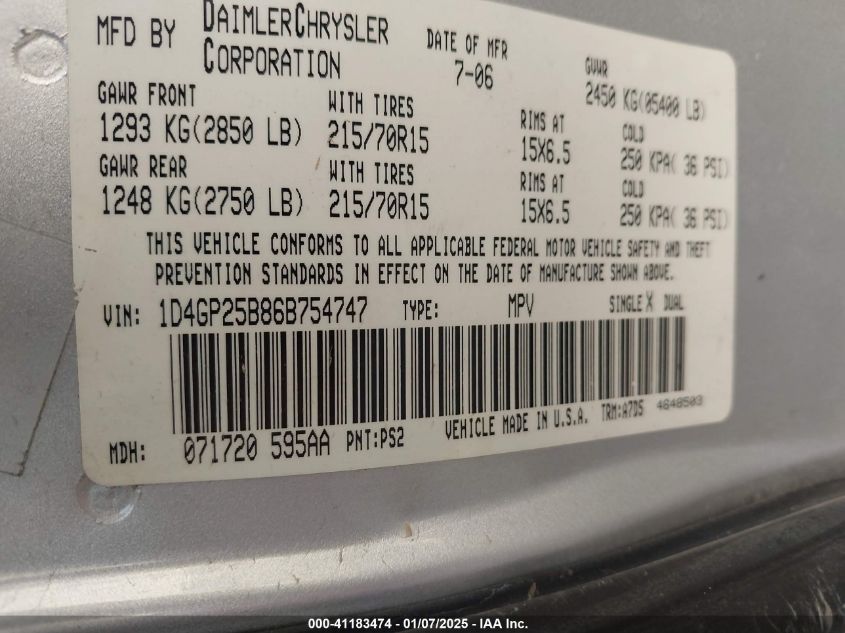 MFD BY DAIMLERCHRYSLER CORPORATION
DATE OF MFR 7-06
GVWR 2450 KG(05400 LB)
GAWR FRONT WITH TIRES RIMS AT COLD
1293 KG(2850 LB) 215/70R15 15X6.5 250 KPA( 36 PSI)
GAWR REAR WITH TIRES RIMS AT COLD
1248 KG(2750 LB) 215/70R15 15X6.5 250 KPA( 36 PSI)
THIS VEHICLE CONFORMS TO ALL APPLICABLE FEDERAL MOTOR VEHICLE SAFETY AND THEFT
PREVENTION STANDARDS IN EFFECT ON THE DATE OF MANUFACTURE SHOWN ABOVE.
VIN: 1D4GP25B86B754747 TYPE: MPV SINGLE X DUAL
MDH: 071720 595AA PNT:PS2 VEHICLE MADE IN U.S.A. TRM:A7D5 4648503
000-41183474 - 01/07/2025 - IAA Inc.